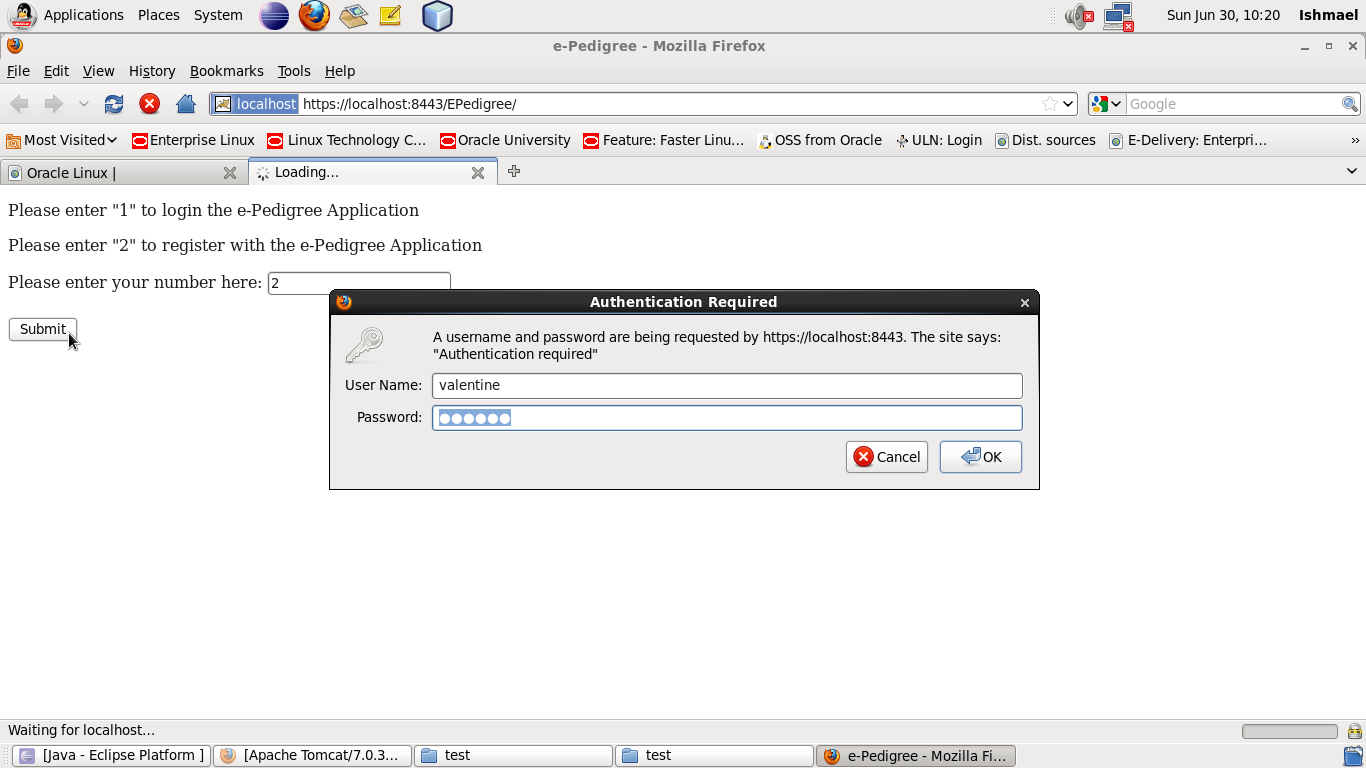 Applications Places System Sun Jun 30, 10:20 Ishmael
e-Pedigree - Mozilla Firefox
File Edit View History Bookmarks Tools Help
localhost https://localhost:8443/EPedigree/ Google
Most Visited Enterprise Linux Linux Technology C... Oracle University Feature: Faster Linu... OSS from Oracle ULN: Login Dist. sources E-Delivery: Enterpri... »
Oracle Linux | Loading...
Please enter "1" to login the e-Pedigree Application
Please enter "2" to register with the e-Pedigree Application
Please enter your number here: 2
Submit
Authentication Required
A username and password are being requested by https://localhost:8443. The site says:
"Authentication required"
User Name: valentine
Password: ●●●●●●
Cancel OK
Waiting for localhost...
[Java - Eclipse Platform ] [Apache Tomcat/7.0.3... test test e-Pedigree - Mozilla Fi...